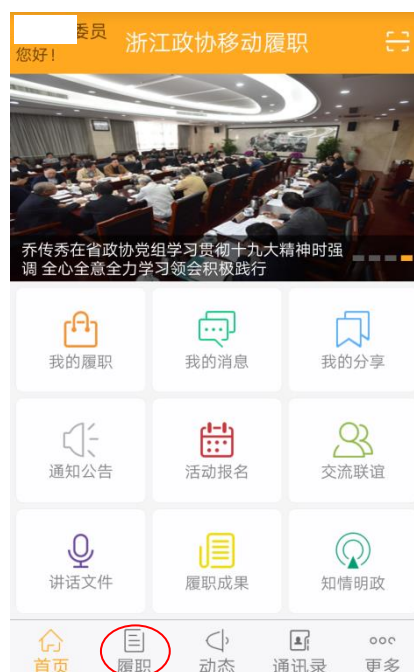 委员
您好！
浙江政协移动履职
乔传秀在省政协党组学习贯彻十九大精神时强
调 全心全意全力学习领会积极践行
我的履职
我的消息
我的分享
通知公告
活动报名
交流联谊
讲话文件
履职成果
知情明政
首页
履职
动态
通讯录
更多